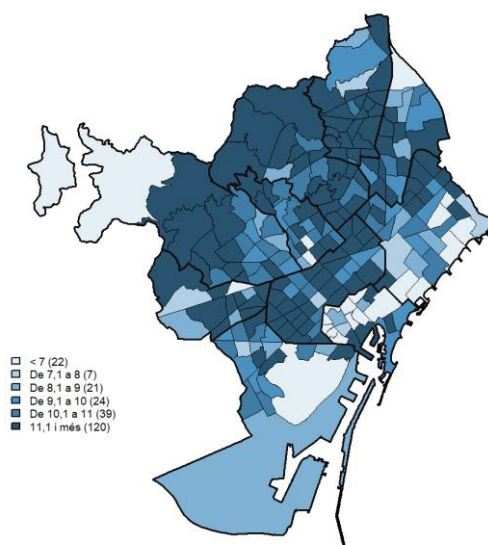 < 7 (22)
De 7,1 a 8 (7)
De 8,1 a 9 (21)
De 9,1 a 10 (24)
De 10,1 a 11 (39)
11,1 i més (120)